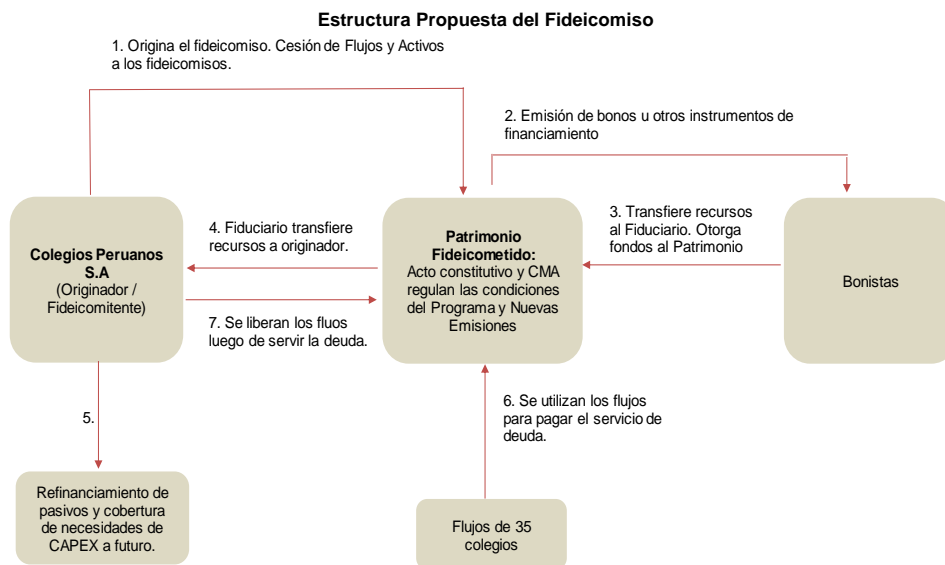 Estructura Propuesta del Fideicomiso
1. Origina el fideicomiso. Cesión de Flujos y Activos
a los fideicomisos.
2. Emisión de bonos u otros instrumentos de
financiamiento
Colegios Peruanos
S.A
(Originador /
Fideicomitente)
4. Fiduciario transfiere
recursos a originador.
7. Se liberan los fluos
luego de servir la deuda.
Patrimonio
Fideicometido:
Acto constitutivo y CMA
regulan las condiciones
del Programa y Nuevas
Emisiones
3. Transfiere recursos
al Fiduciario. Otorga
fondos al Patrimonio
Bonistas
5.
6. Se utilizan los flujos
para pagar el servicio de
deuda.
Refinanciamiento de
pasivos y cobertura
de necesidades de
CAPEX a futuro.
Flujos de 35
colegios